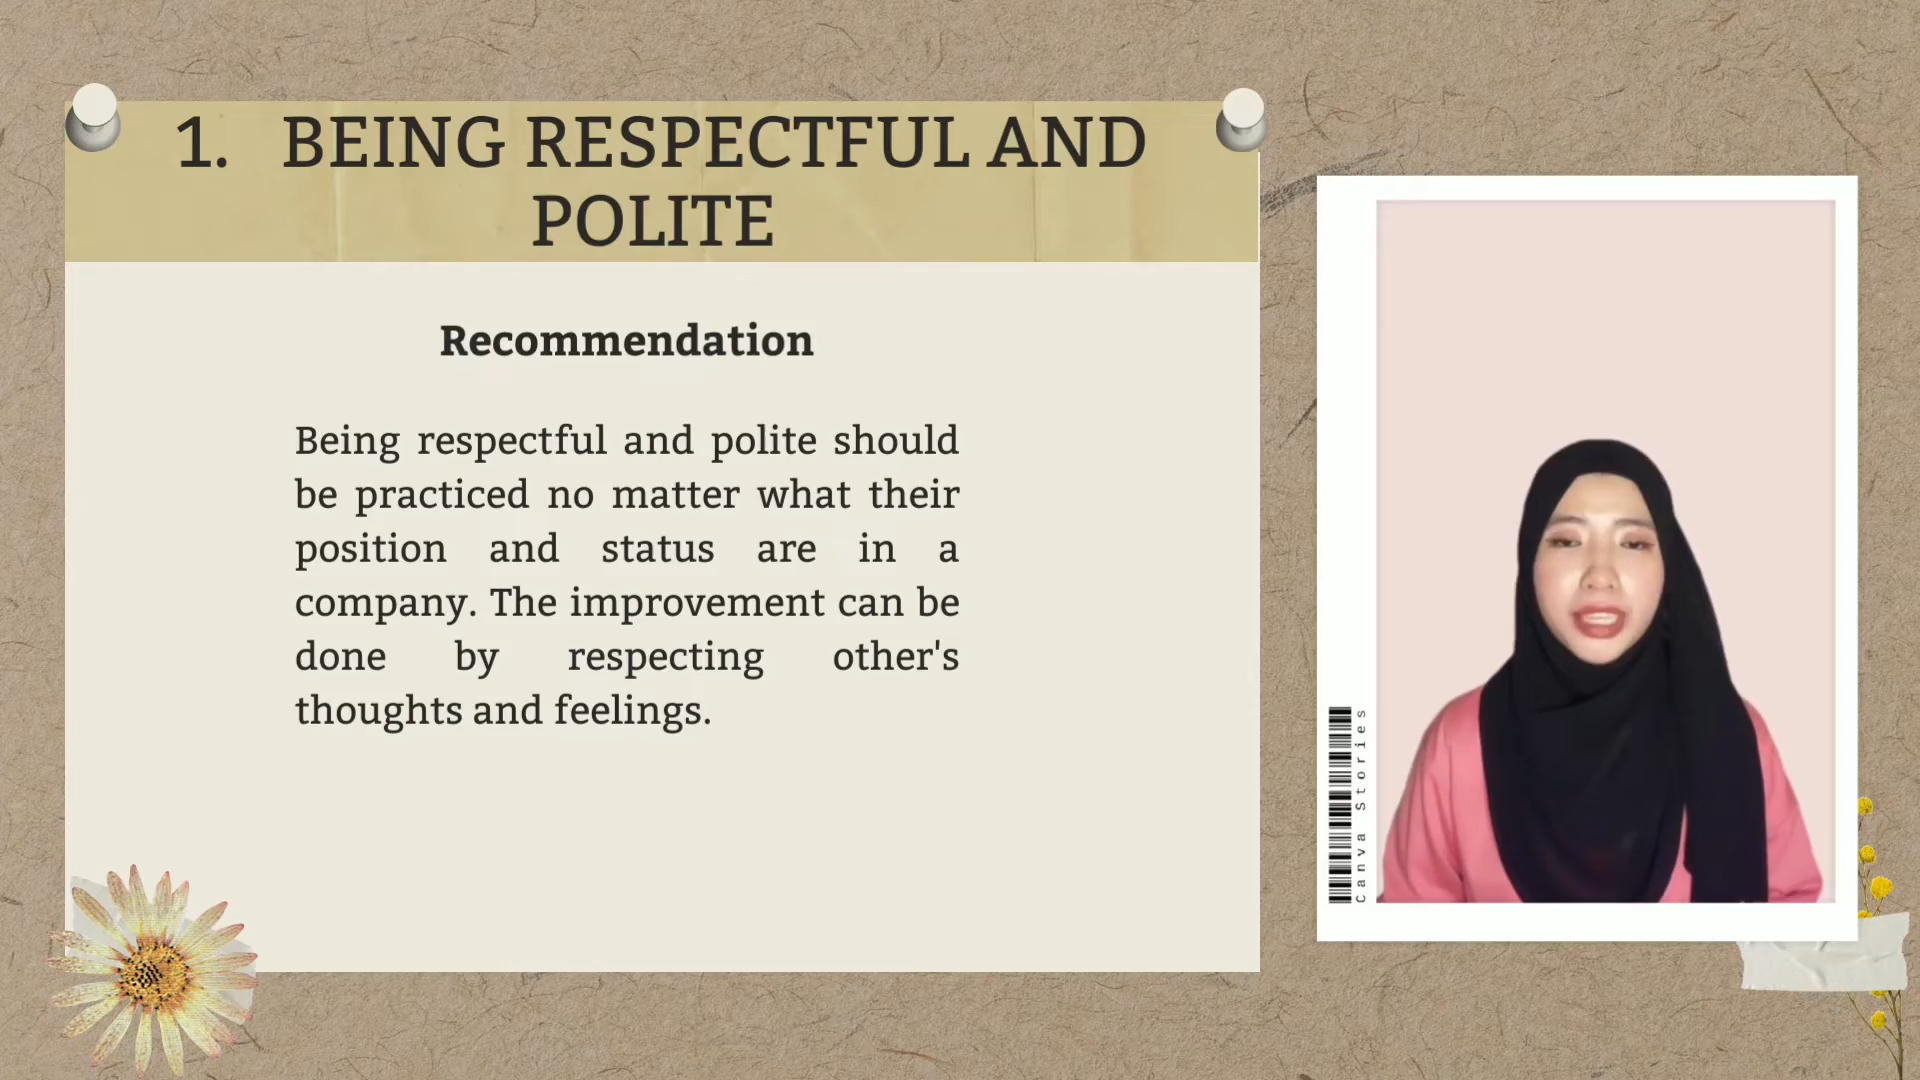 1. BEING RESPECTFUL AND
POLITE
Recommendation
Being respectful and polite should
be practiced no matter what their
position and status are in a
company. The improvement can be
done by respecting other's
thoughts and feelings.
Canva Stories